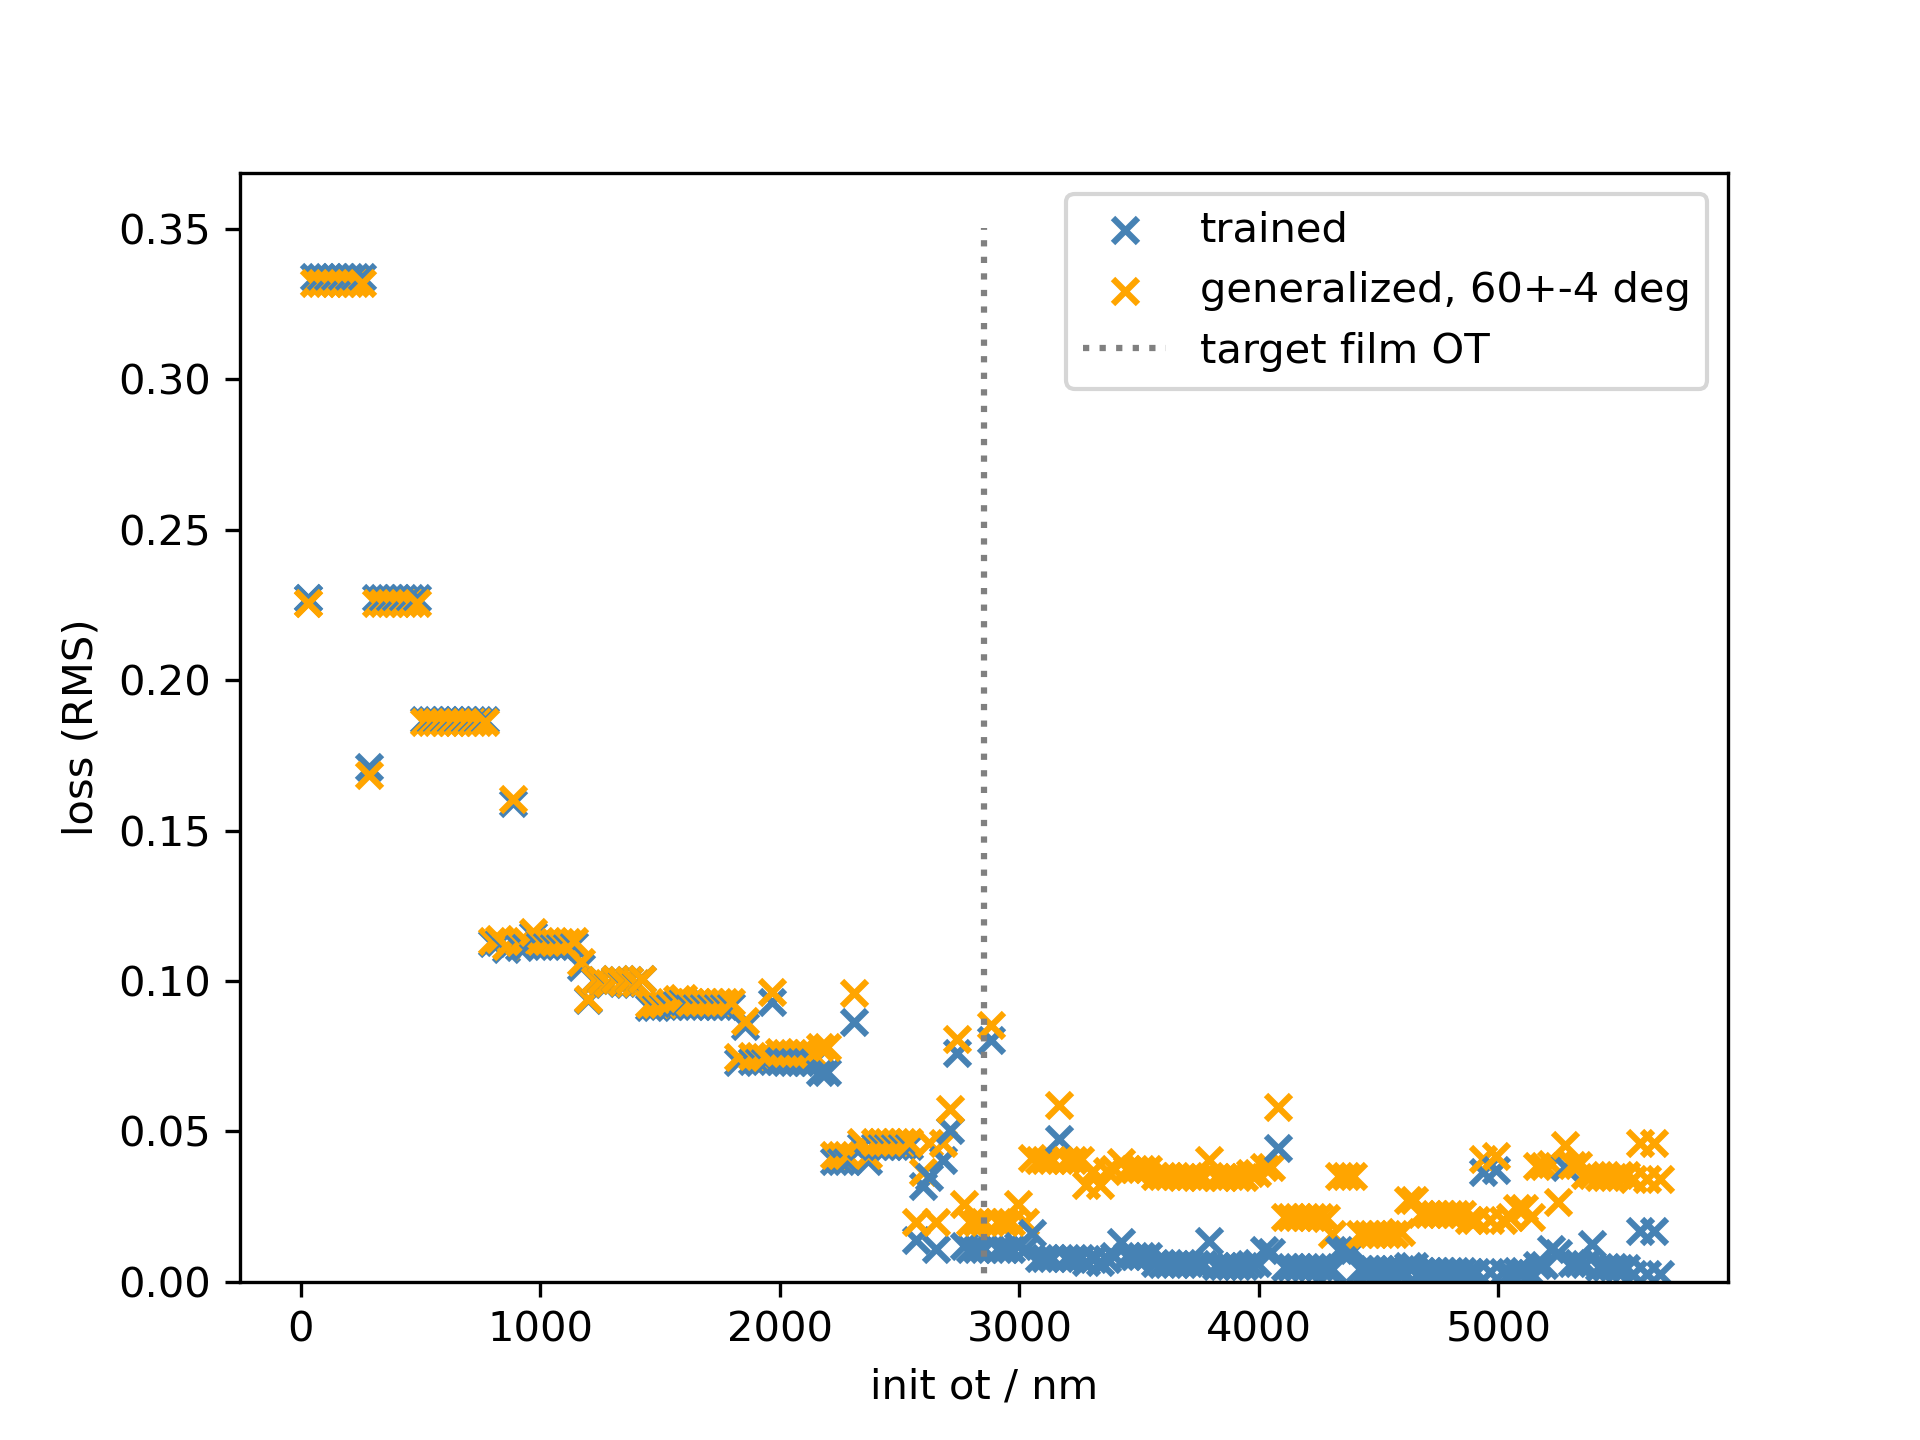 trained
generalized, 60+-4 deg
target film OT
0.35
0.30
0.25
0.20
0.15
0.10
0.05
0.00
loss (RMS)
0 1000 2000 3000 4000 5000
init ot / nm